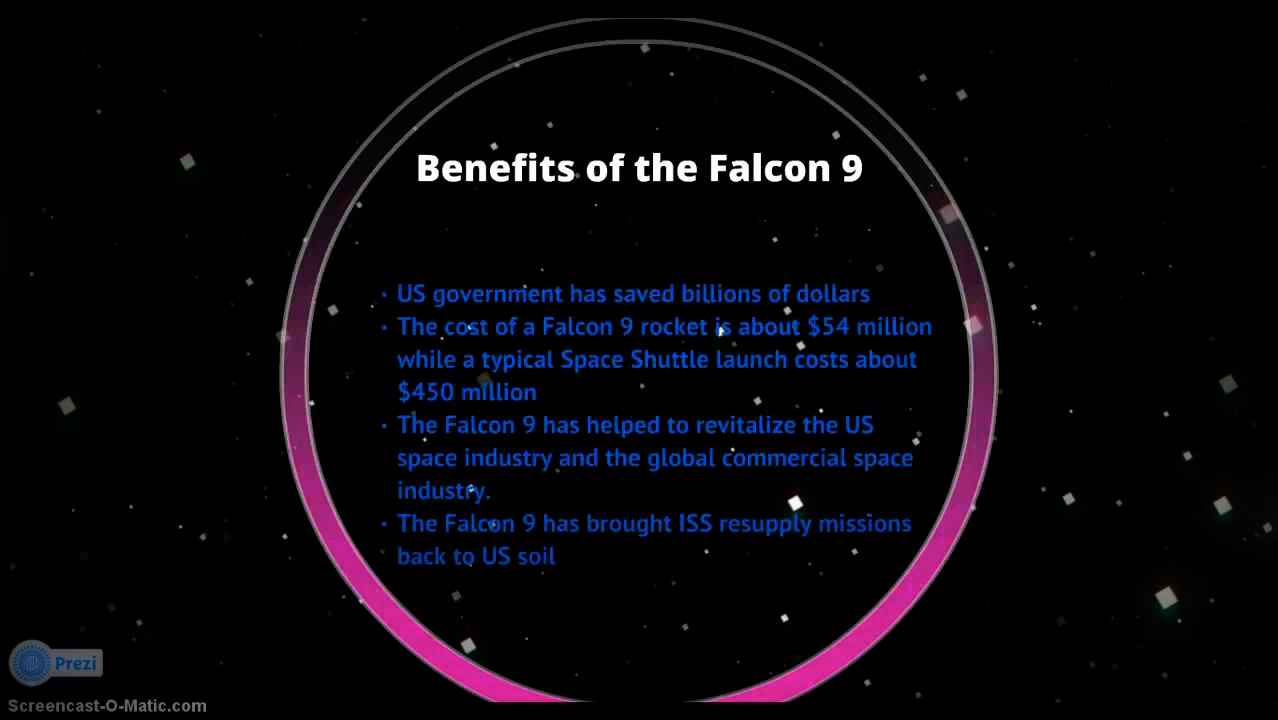 Benefits of the Falcon 9
• US government has saved billions of dollars
• The cost of a Falcon 9 rocket is about $54 million
while a typical Space Shuttle launch costs about
$450 million
• The Falcon 9 has helped to revitalize the US
space industry and the global commercial space
industry.
• The Falcon 9 has brought ISS resupply missions
back to US soil
Prezi
Screencast-O-Matic.com